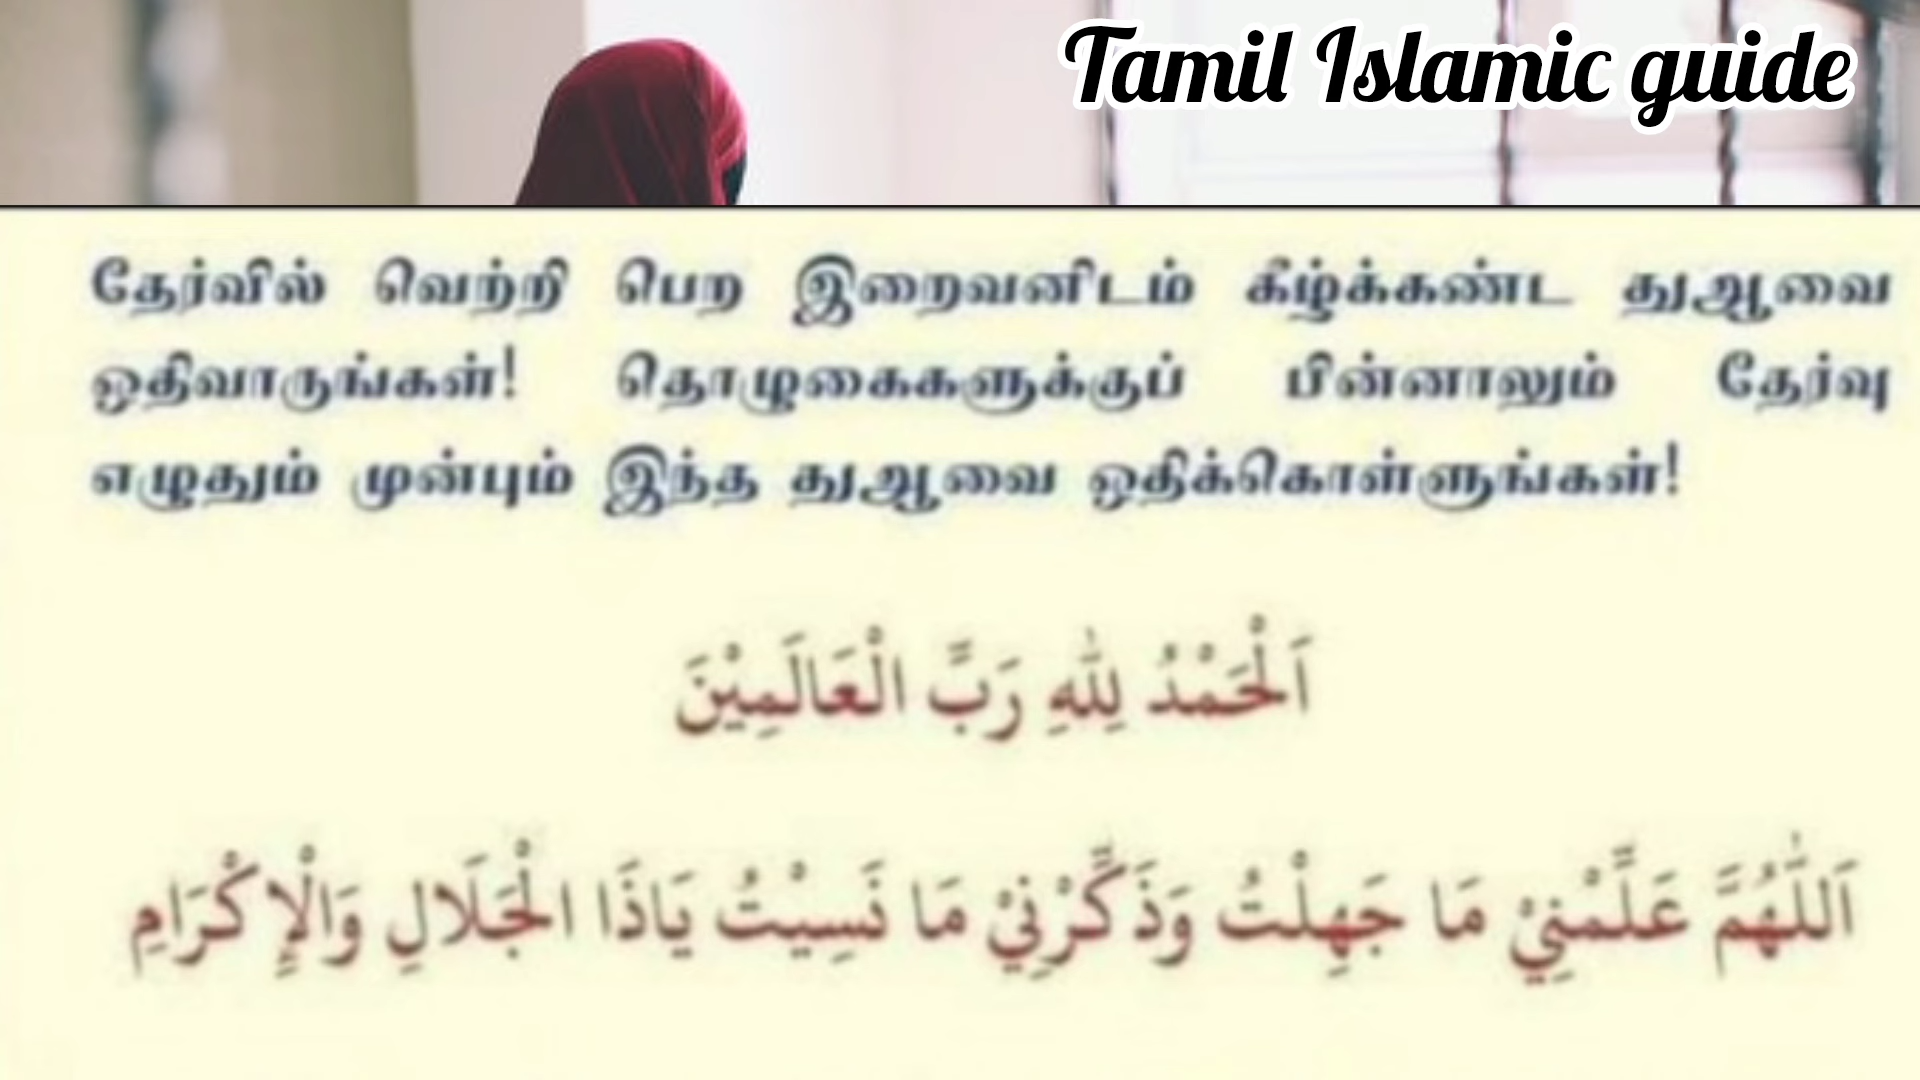 Tamil Islamic guide
தேர்வில் வெற்றி பெற இறைவனிடம் கீழ்க்கண்ட துஆவை
ஓதிவாருங்கள்! தொழுகைகளுக்குப் பின்னாலும் தேர்வு
எழுதும் முன்பும் இந்த துஆவை ஓதிக்கொள்ளுங்கள்!
اَلْحَمْدُ لِلّٰهِ رَبِّ الْعَالَمِيْنَ
اَللّٰهُمَّ عَلِّمْنِيْ مَا جَهِلْتُ وَذَكِّرْنِيْ مَا نَسِيْتُ يَاذَا الْجَلَالِ وَالْإِكْرَامِ